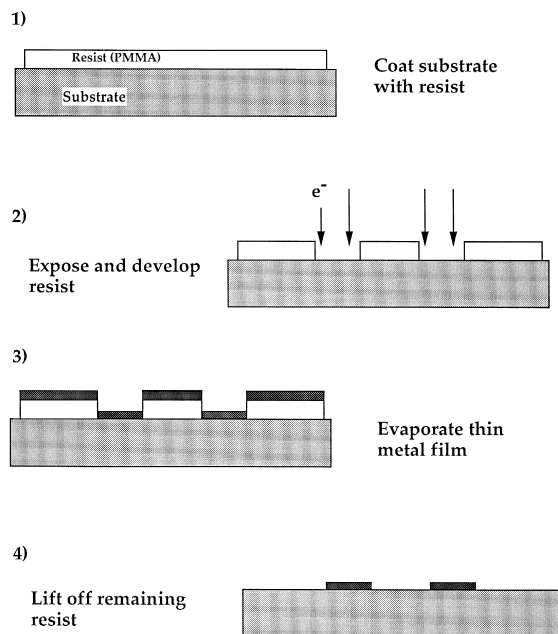 1)
Resist (PMMA)
Substrate
Coat substrate
with resist
2)
e⁻
Expose and develop
resist
3)
Evaporate thin
metal film
4)
Lift off remaining
resist